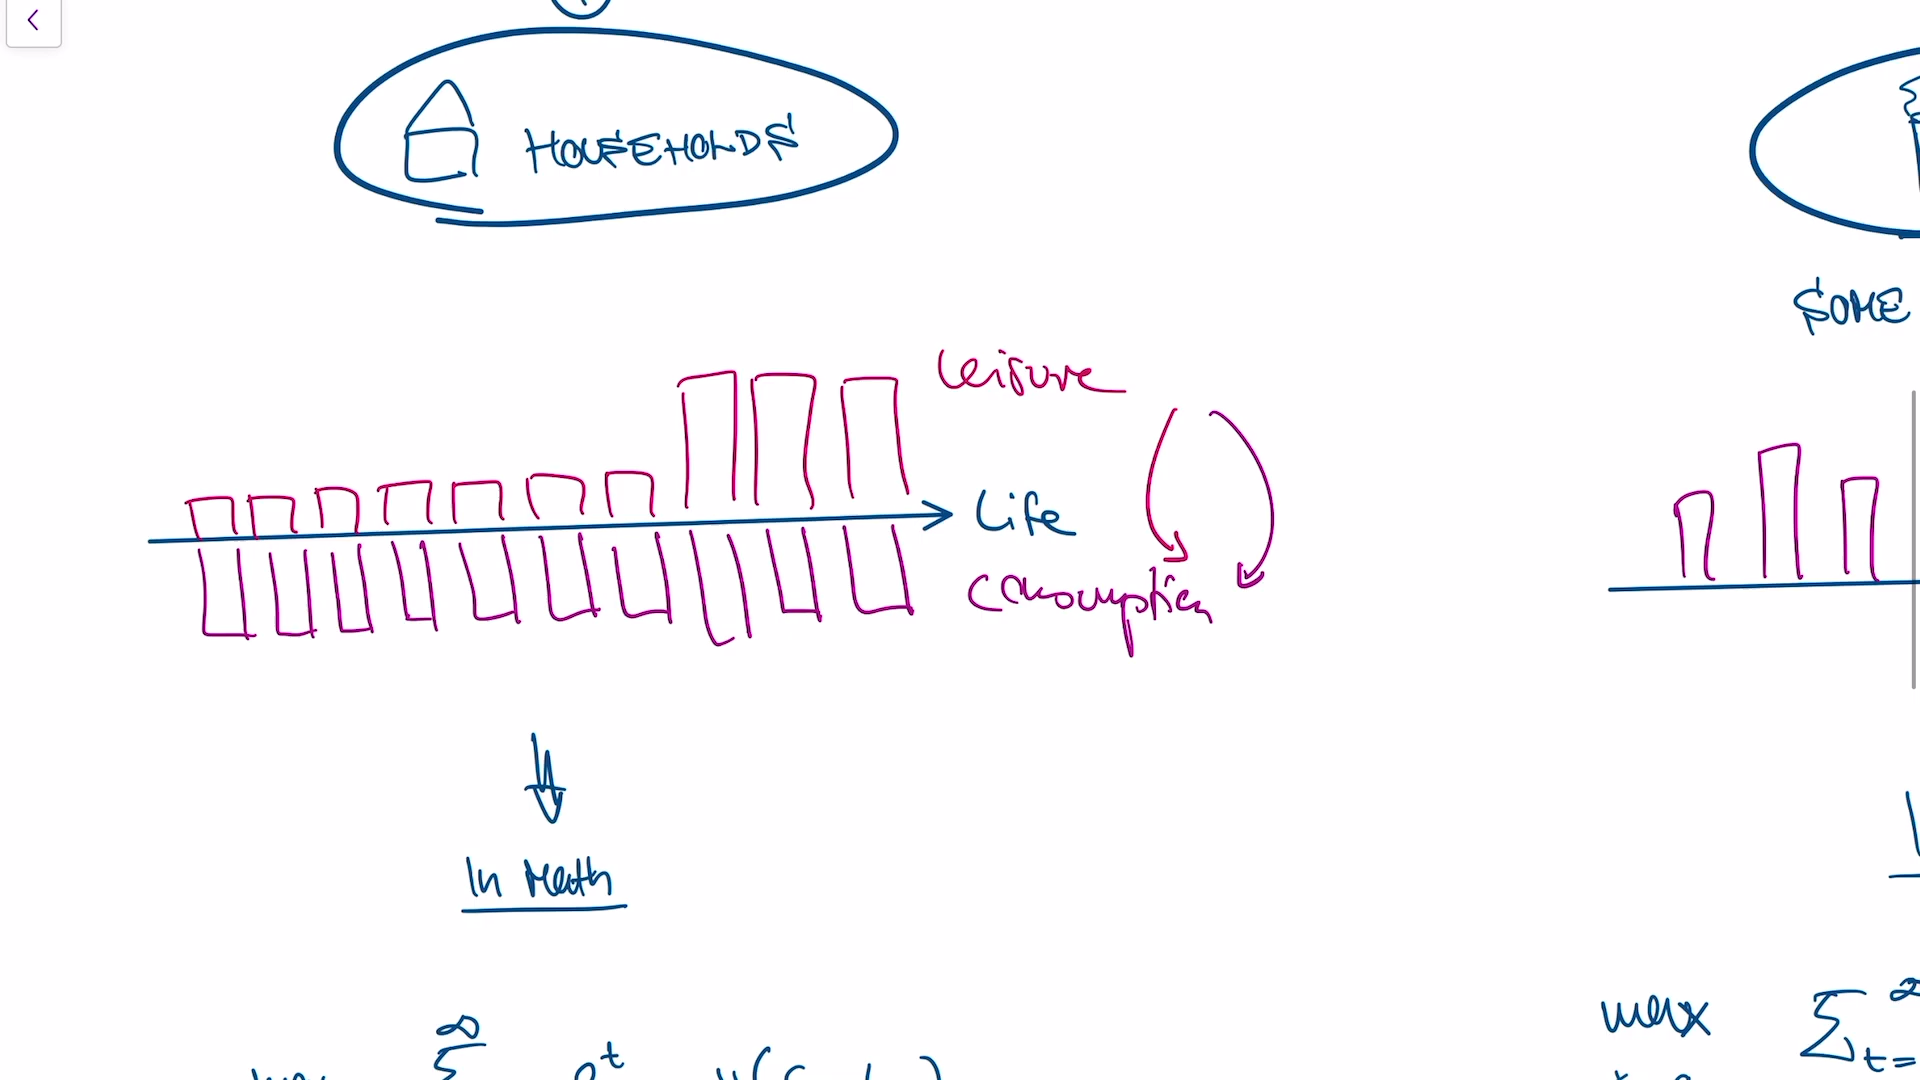 HOUSEHOLDS
SOME
Leisure
Life
Consumption
In Math
max ∑ t=
∞
∑ β^t u(